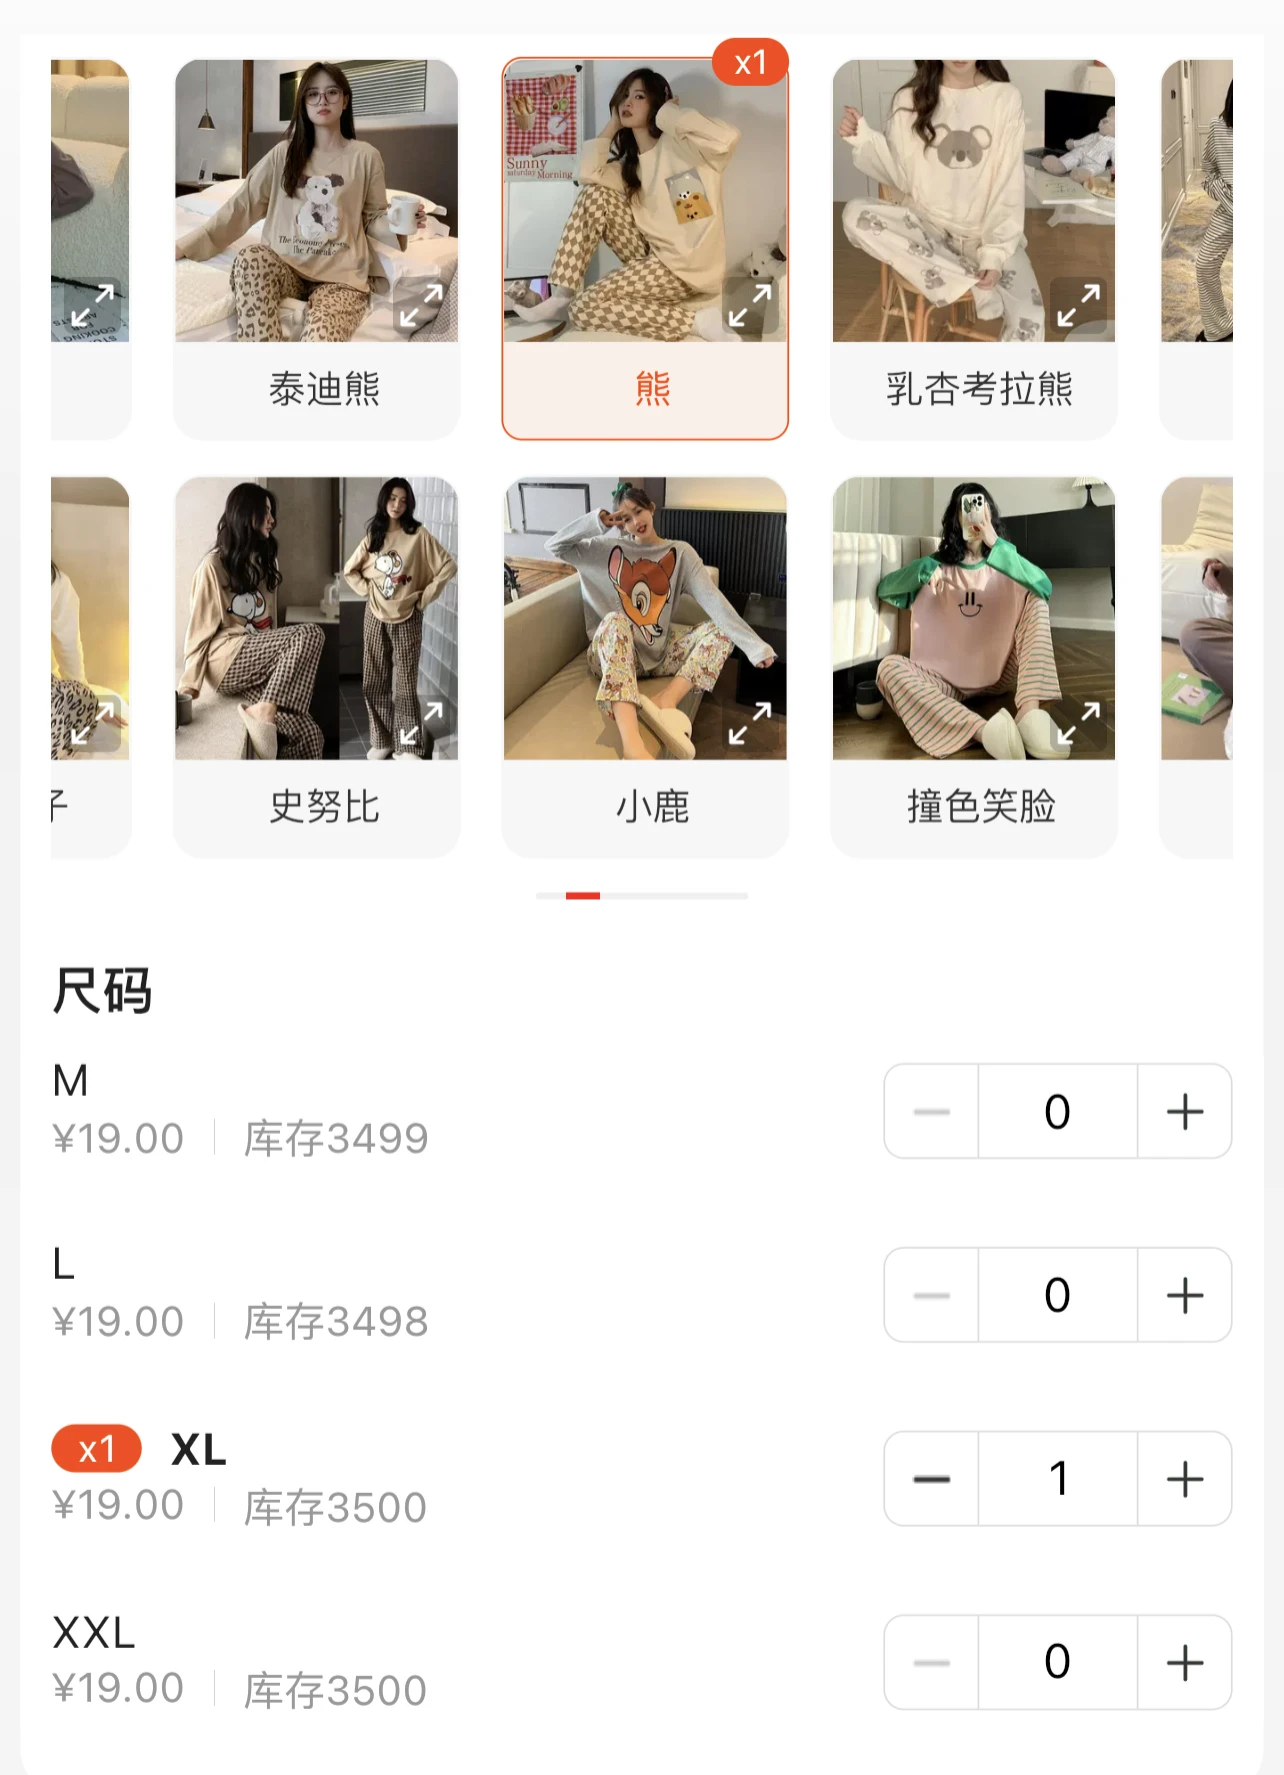 x1
Sunny
saturday Morning
泰迪熊
熊
乳杏考拉熊
子
史努比
小鹿
撞色笑脸
尺码
M
¥19.00 库存3499
0
L
¥19.00 库存3498
0
x1 XL
¥19.00 库存3500
1
XXL
¥19.00 库存3500
0